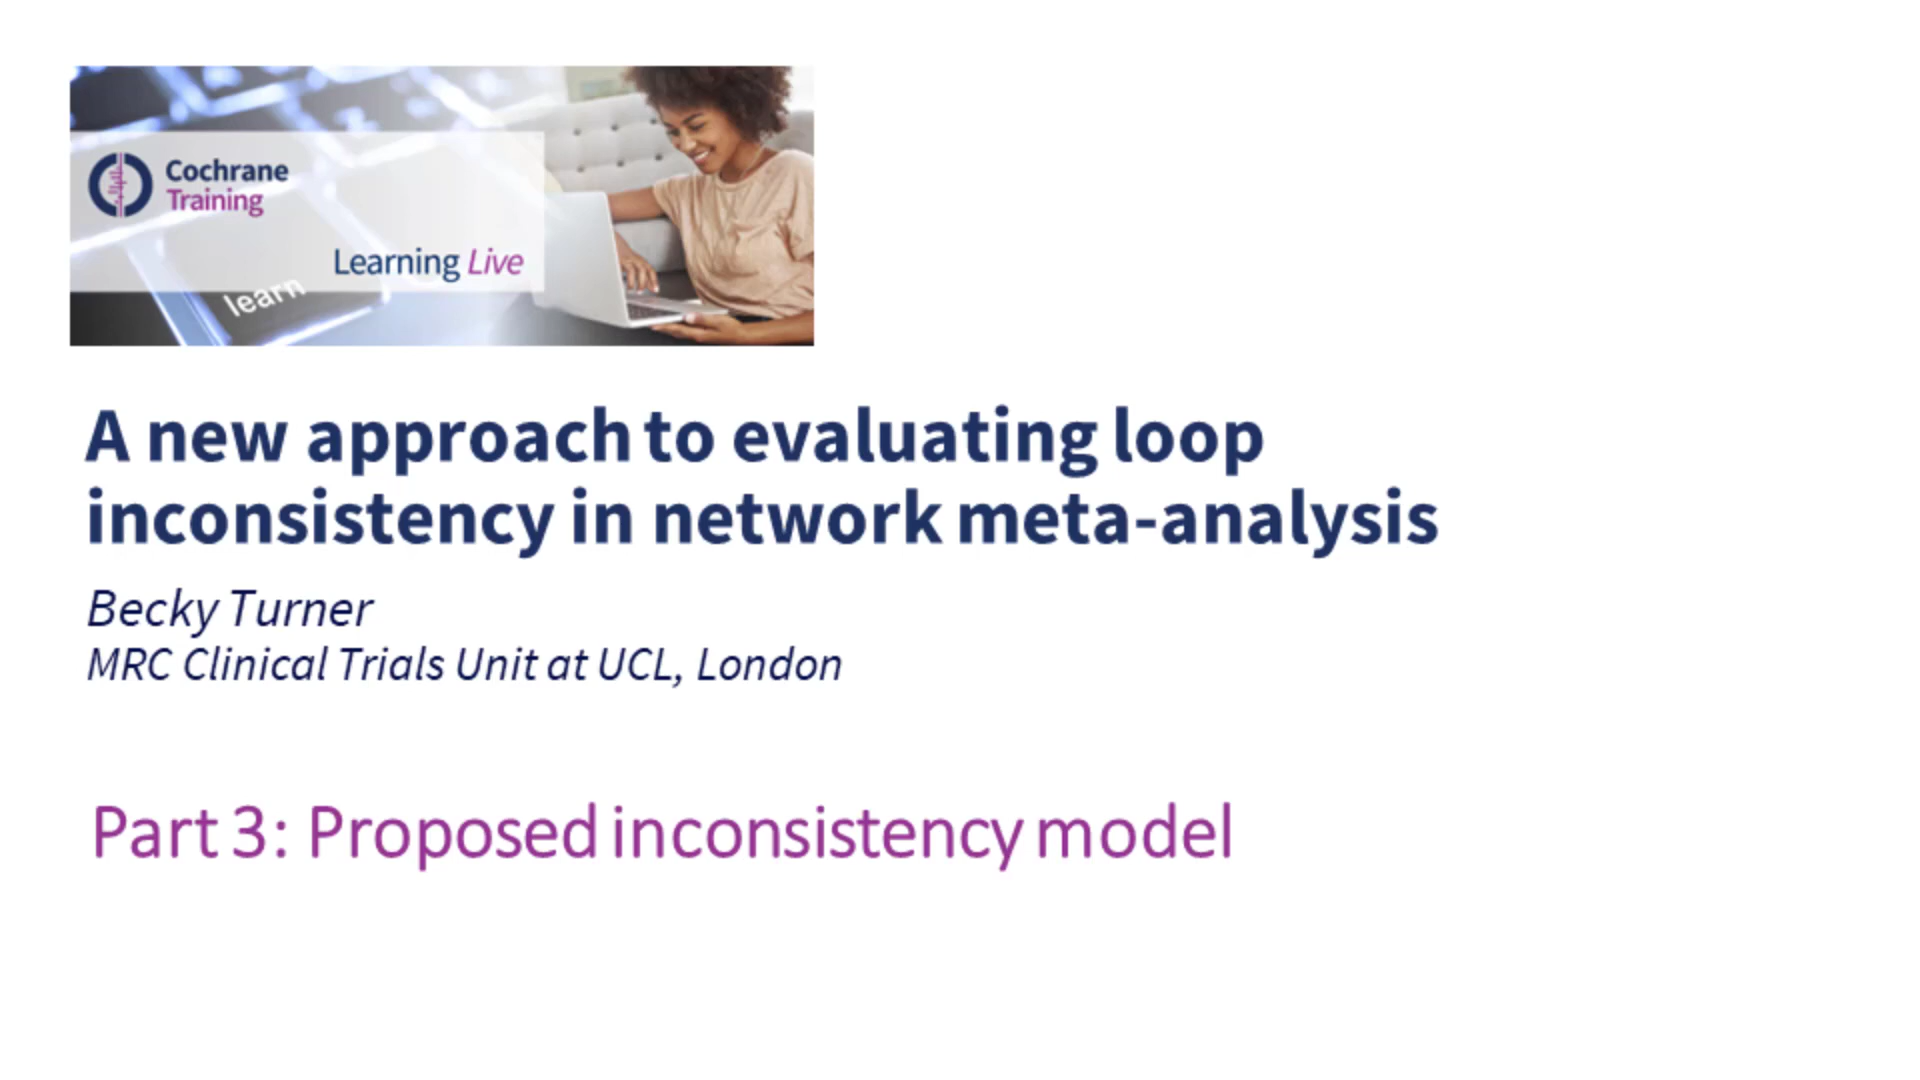 Cochrane
Training
Learning Live
learn
A new approach to evaluating loop
inconsistency in network meta-analysis
Becky Turner
MRC Clinical Trials Unit at UCL, London
Part 3: Proposed inconsistency model